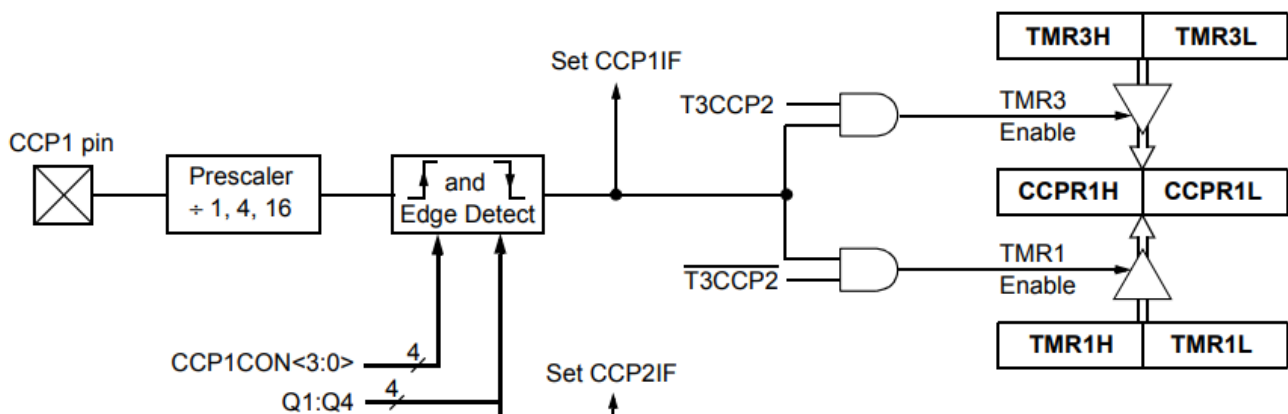 TMR3H TMR3L
Set CCP1IF
T3CCP2
TMR3
Enable
CCP1 pin
Prescaler
÷ 1, 4, 16
and
Edge Detect
CCPR1H CCPR1L
T3CCP2
TMR1
Enable
TMR1H TMR1L
CCP1CON<3:0>
4
Set CCP2IF
Q1:Q4
4